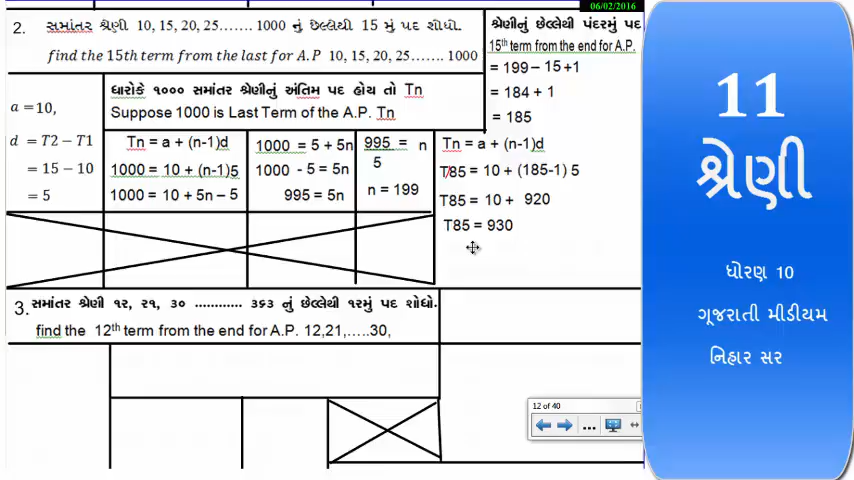 06/02/2016
2. સમાંતર શ્રેણી 10, 15, 20, 25……. 1000 નું છેલ્લેથી 15 મું પદ શોધો.
find the 15th term from the last for A.P 10, 15, 20, 25……. 1000
શ્રેણીનું છેલ્લેથી પંદરમું પદ
15th term from the end for A.P.
= 199 – 15 +1
= 184 + 1
= 185
a = 10,
d = T2 − T1
= 15 − 10
= 5
ધારોકે ૧૦૦૦ સમાંતર શ્રેણીનું અંતિમ પદ હોય તો Tn
Suppose 1000 is Last Term of the A.P. Tn
Tn = a + (n-1)d
1000 = 10 + (n-1)5
1000 = 10 + 5n – 5
1000 = 5 + 5n
1000 - 5 = 5n
995 = 5n
995 = n
5
n = 199
Tn = a + (n-1)d
T85 = 10 + (185-1) 5
T85 = 10 + 920
T85 = 930
3. સમાંતર શ્રેણી ૧૨, ૨૧, ૩૦ ………… ૩૬૩ નું છેલ્લેથી ૧૨મું પદ શોધો.
find the 12th term from the end for A.P. 12,21,…..30,
12 of 40
11
શ્રેણી
ધોરણ 10
ગૂજરાતી મીડીયમ
નિહાર સર